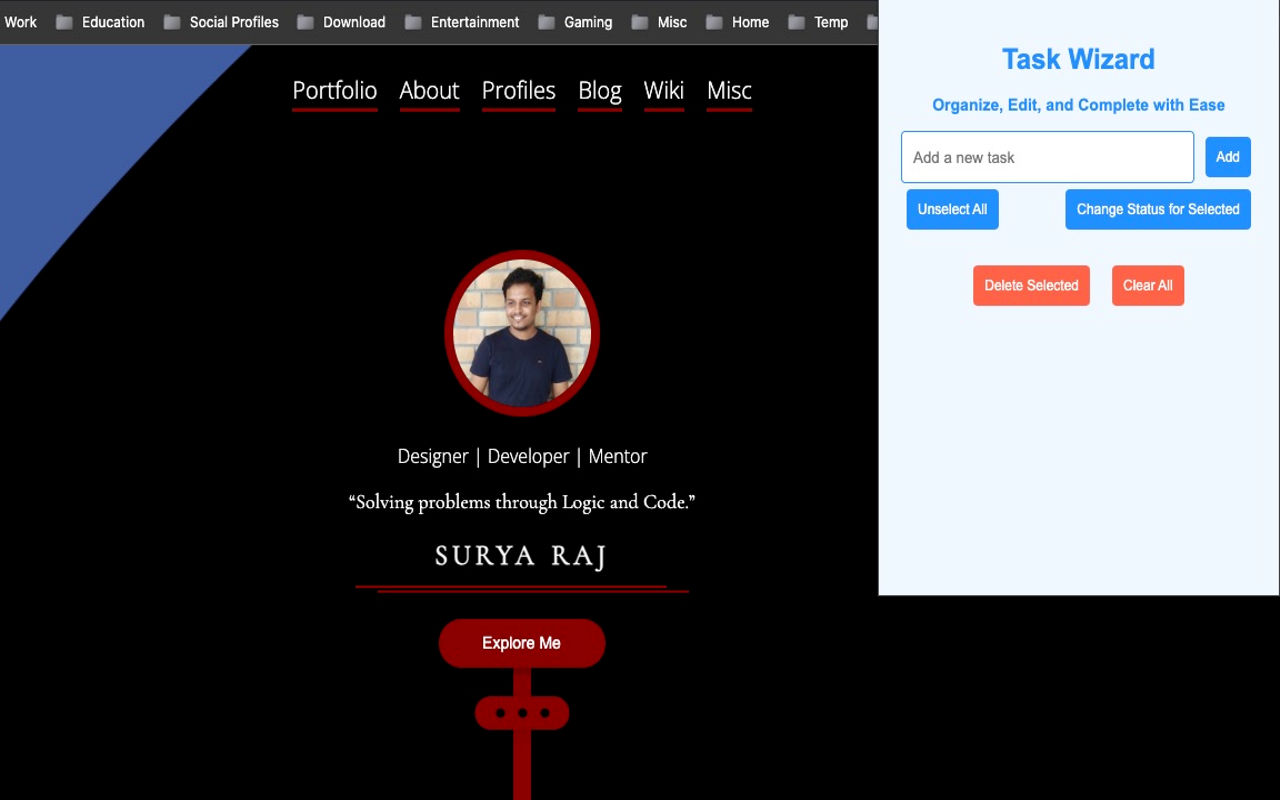 Work Education Social Profiles Download Entertainment Gaming Misc Home Temp
Portfolio About Profiles Blog Wiki Misc
Designer | Developer | Mentor
“Solving problems through Logic and Code.”
SURYA RAJ
Explore Me
Task Wizard
Organize, Edit, and Complete with Ease
Add a new task Add
Unselect All Change Status for Selected
Delete Selected Clear All